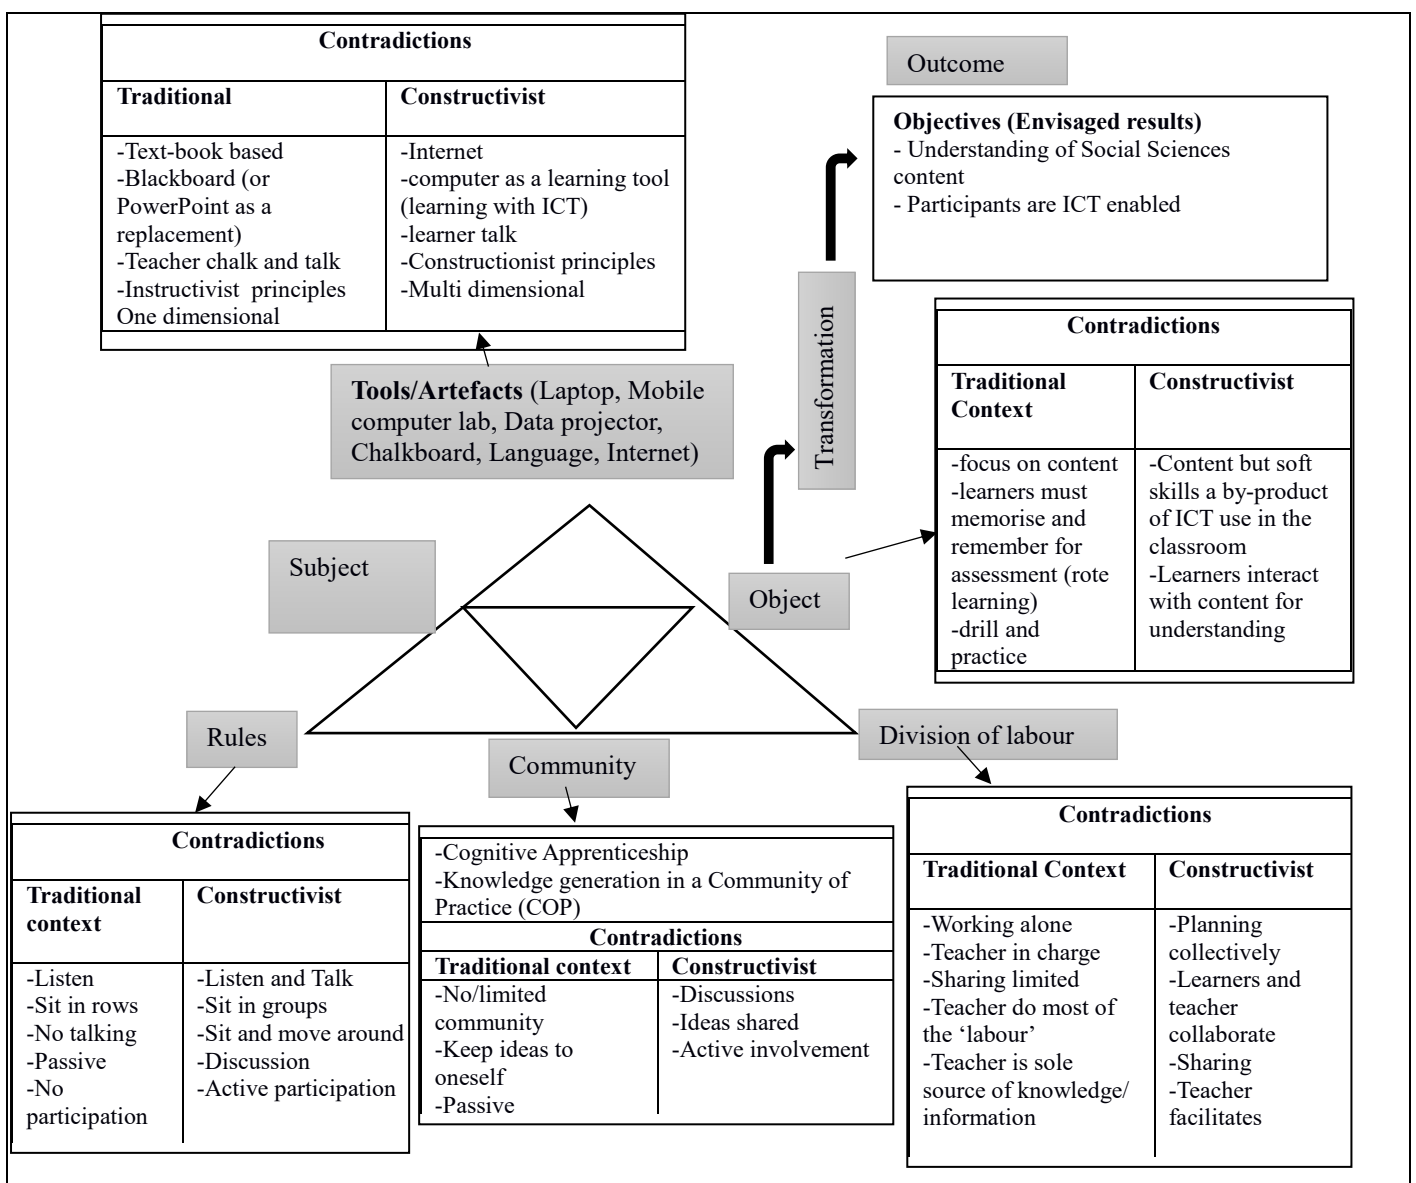 Contradictions
Traditional
Constructivist
-Text-book based
-Blackboard (or
PowerPoint as a
replacement)
-Teacher chalk and talk
-Instructivist  principles
One dimensional
-Internet
-computer as a learning tool
(learning with ICT)
-learner talk
-Constructionist principles
-Multi dimensional
Outcome
Objectives (Envisaged results)
- Understanding of Social Sciences
content
- Participants are ICT enabled
Transformation
Tools/Artefacts (Laptop, Mobile
computer lab, Data projector,
Chalkboard, Language, Internet)
Contradictions
Traditional
Context
Constructivist
-focus on content
-learners must
memorise and
remember for
assessment (rote
learning)
-drill and
practice
-Content but soft
skills a by-product
of ICT use in the
classroom
-Learners interact
with content for
understanding
Subject
Object
Rules
Community
Division of labour
Contradictions
Traditional
context
Constructivist
-Listen
-Sit in rows
-No talking
-Passive
-No
participation
-Listen and Talk
-Sit in groups
-Sit and move around
-Discussion
-Active participation
-Cognitive Apprenticeship
-Knowledge generation in a Community of
Practice (COP)
Contradictions
Traditional context
Constructivist
-No/limited
community
-Keep ideas to
oneself
-Passive
-Discussions
-Ideas shared
-Active involvement
Contradictions
Traditional Context
Constructivist
-Working alone
-Teacher in charge
-Sharing limited
-Teacher do most of
the ‘labour’
-Teacher is sole
source of knowledge/
information
-Planning
collectively
-Learners and
teacher
collaborate
-Sharing
-Teacher
facilitates